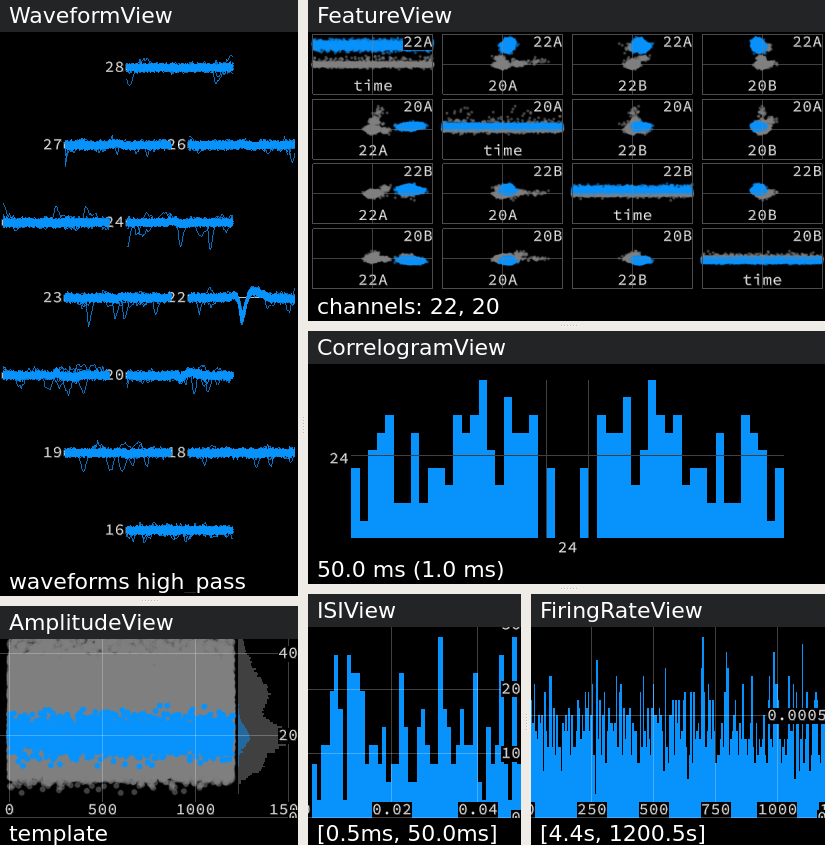 WaveformView
28
27 26
24
23 22
20
19 18
16
waveforms high_pass
AmplitudeView
40
20
0 500 1000
template
FeatureView
22A 22A 22A 22A
time 20A 22B 20B
20A 20A 20A 20A
22A time 22B 20B
22B 22B 22B 22B
22A 20A time 20B
20B 20B 20B 20B
22A 20A 22B time
channels: 22, 20
CorrelogramView
24
24
50.0 ms (1.0 ms)
ISIView
20
10
0.02 0.04
[0.5ms, 50.0ms]
FiringRateView
0.0005
250 500 750 1000
[4.4s, 1200.5s]